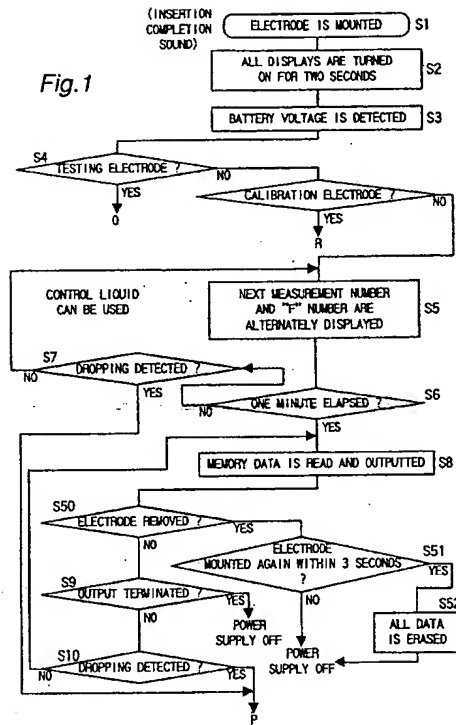 Fig.1
(INSERTION
COMPLETION
SOUND)
ELECTRODE IS MOUNTED
S1
ALL DISPLAYS ARE TURNED
ON FOR TWO SECONDS
S2
BATTERY VOLTAGE IS DETECTED
S3
S4
TESTING ELECTRODE ?
NO
YES
Q
CALIBRATION ELECTRODE ?
NO
YES
R
CONTROL LIQUID
CAN BE USED
NEXT MEASUREMENT NUMBER
AND "F" NUMBER ARE
ALTERNATELY DISPLAYED
S5
S7
DROPPING DETECTED ?
NO
YES
S6
ONE MINUTE ELAPSED ?
NO
YES
MEMORY DATA IS READ AND OUTPUTTED
S8
S50
ELECTRODE REMOVED ?
YES
NO
ELECTRODE
MOUNTED AGAIN WITHIN 3 SECONDS
?
S51
YES
NO
S9
OUTPUT TERMINATED ?
YES
NO
POWER
SUPPLY OFF
S52
ALL DATA
IS ERASED
POWER
SUPPLY OFF
S10
DROPPING DETECTED ?
NO
YES
P